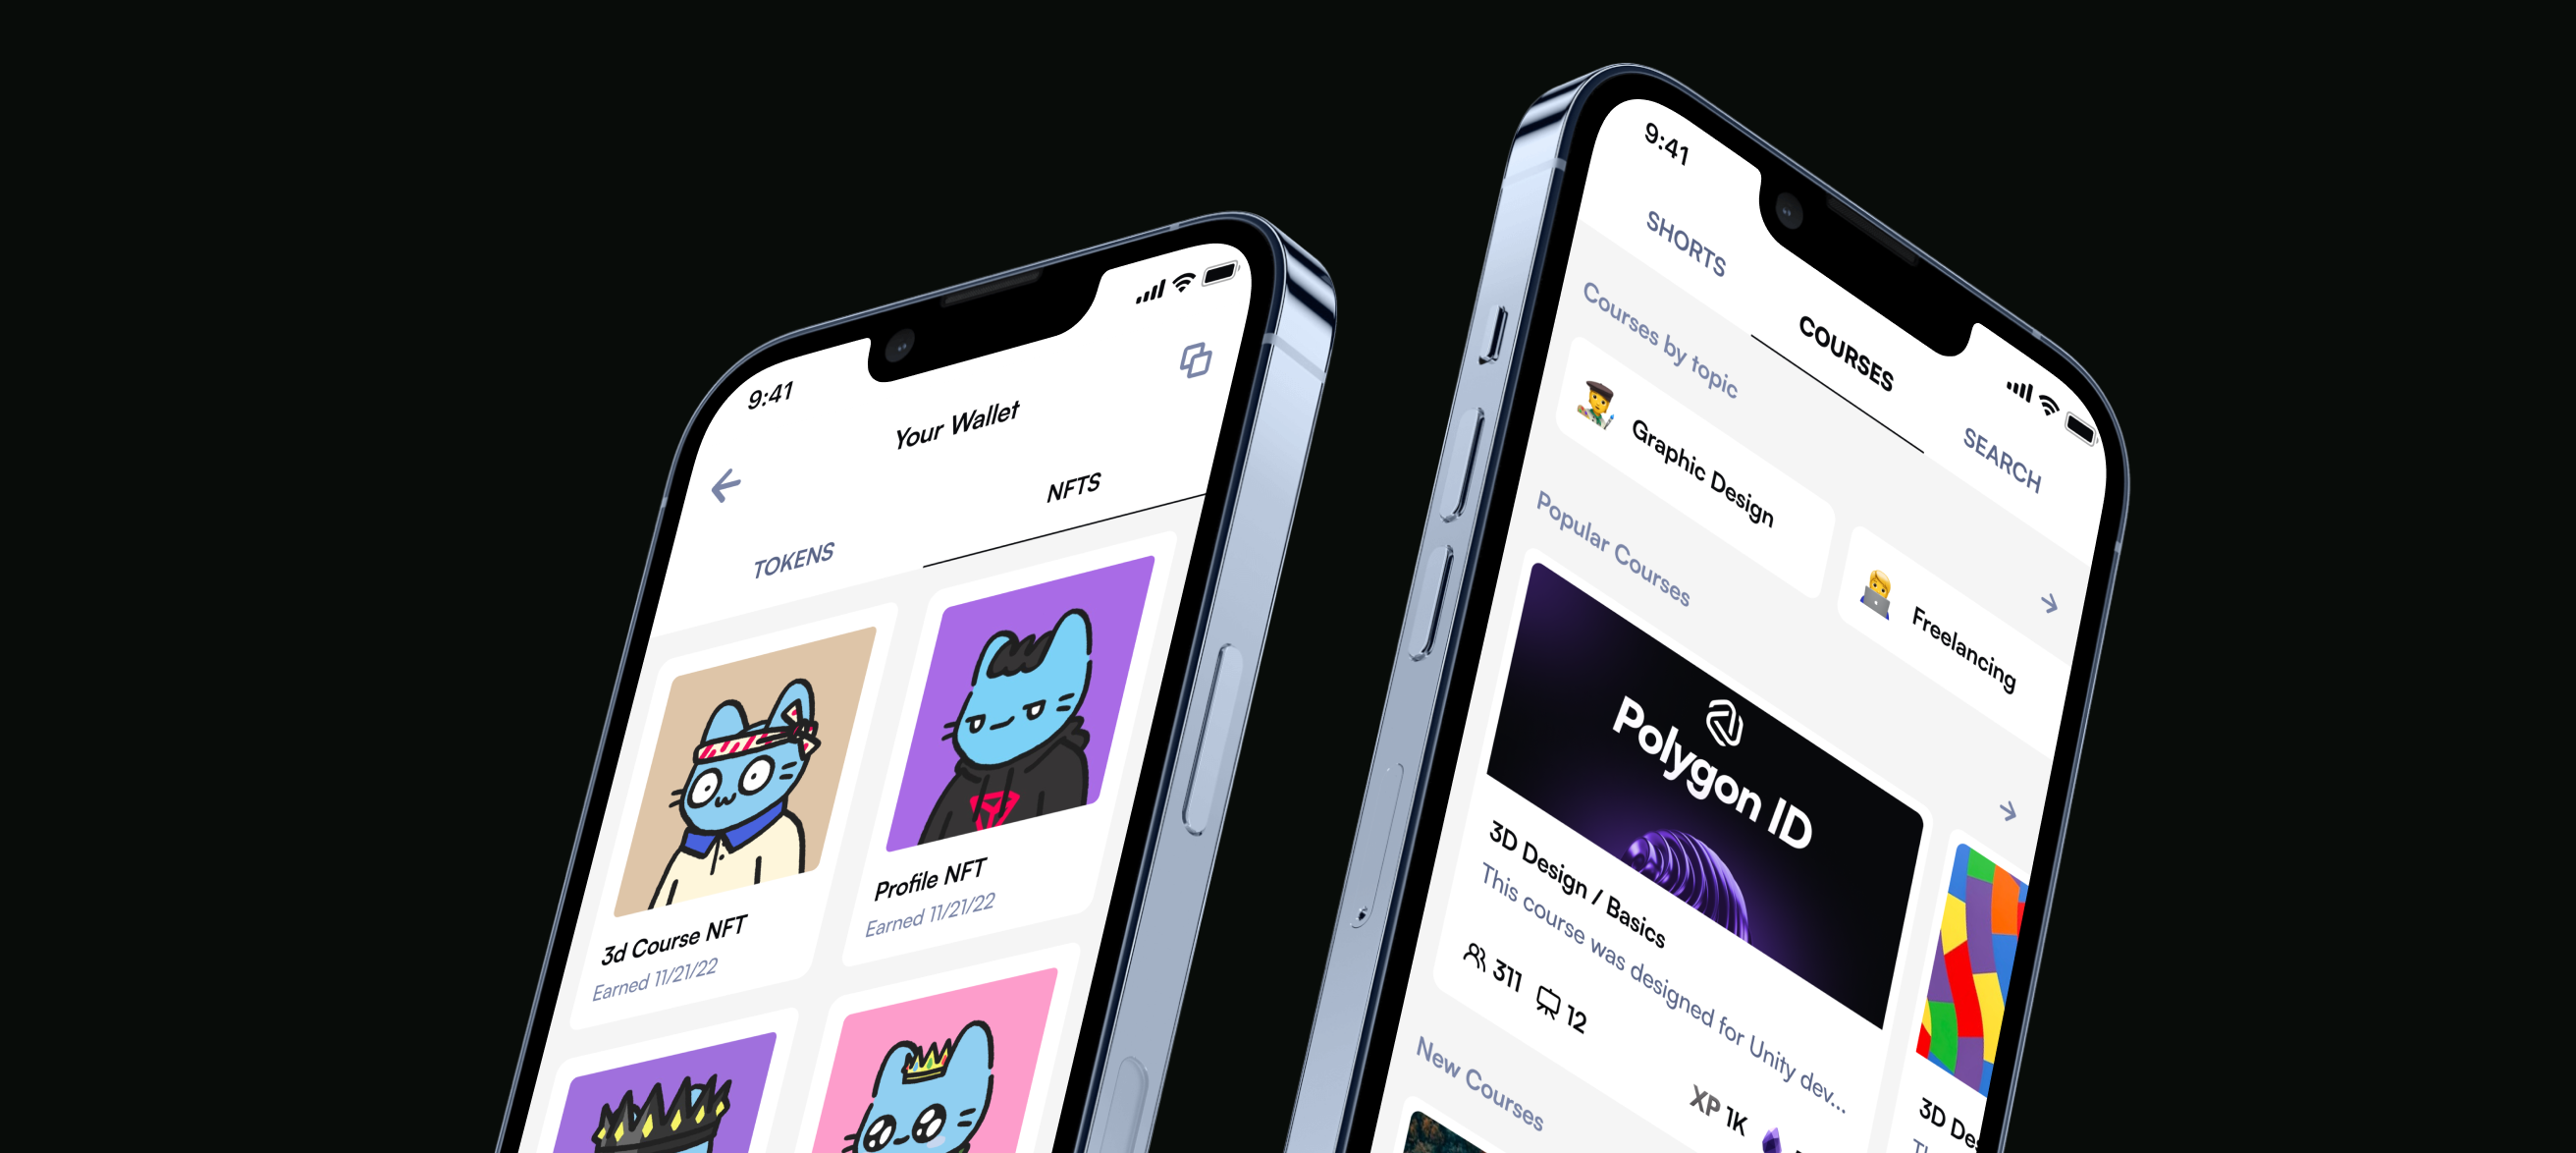 9:41
Your Wallet
TOKENS
NFTS
3d Course NFT
Earned 11/21/22
Profile NFT
Earned 11/21/22
9:41
SHORTS
COURSES
SEARCH
Courses by topic
Graphic Design
Freelancing
Popular Courses
Polygon ID
3D Design / Basics
This course was designed for Unity dev...
311
12
XP 1K
3D Des
New Courses